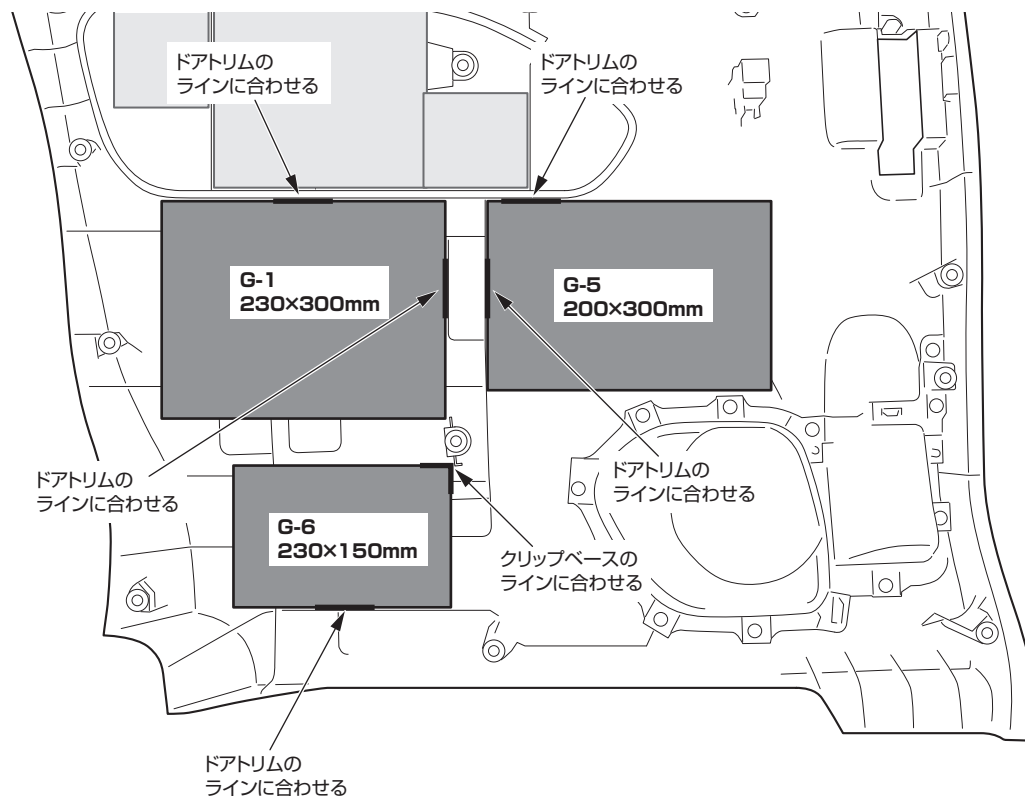 ドアトリムの
ラインに合わせる
ドアトリムの
ラインに合わせる
G-1
230×300mm
G-5
200×300mm
ドアトリムの
ラインに合わせる
ドアトリムの
ラインに合わせる
G-6
230×150mm
クリップベースの
ラインに合わせる
ドアトリムの
ラインに合わせる